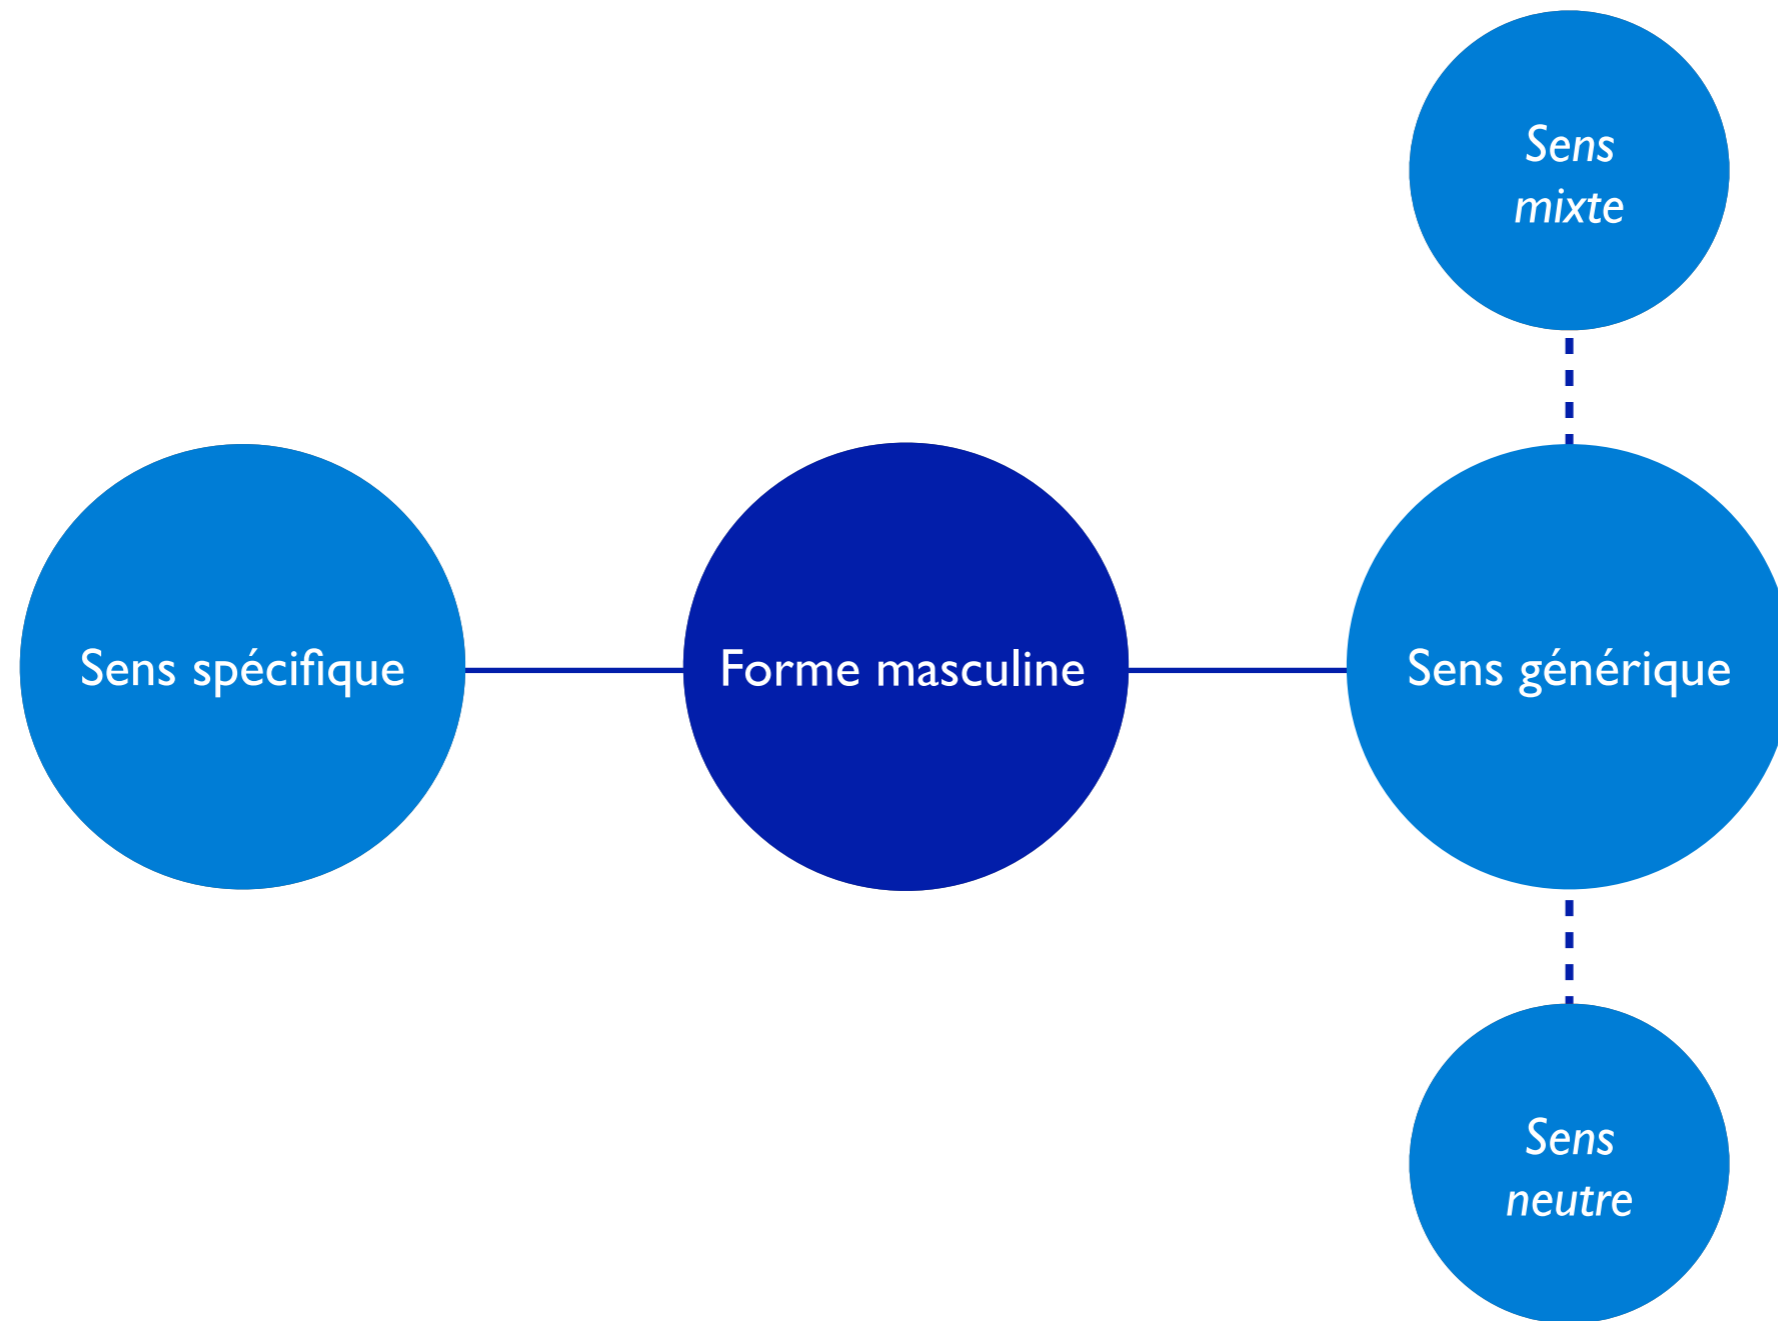 Sens
mixte
Sens spécifique
Forme masculine
Sens générique
Sens
neutre